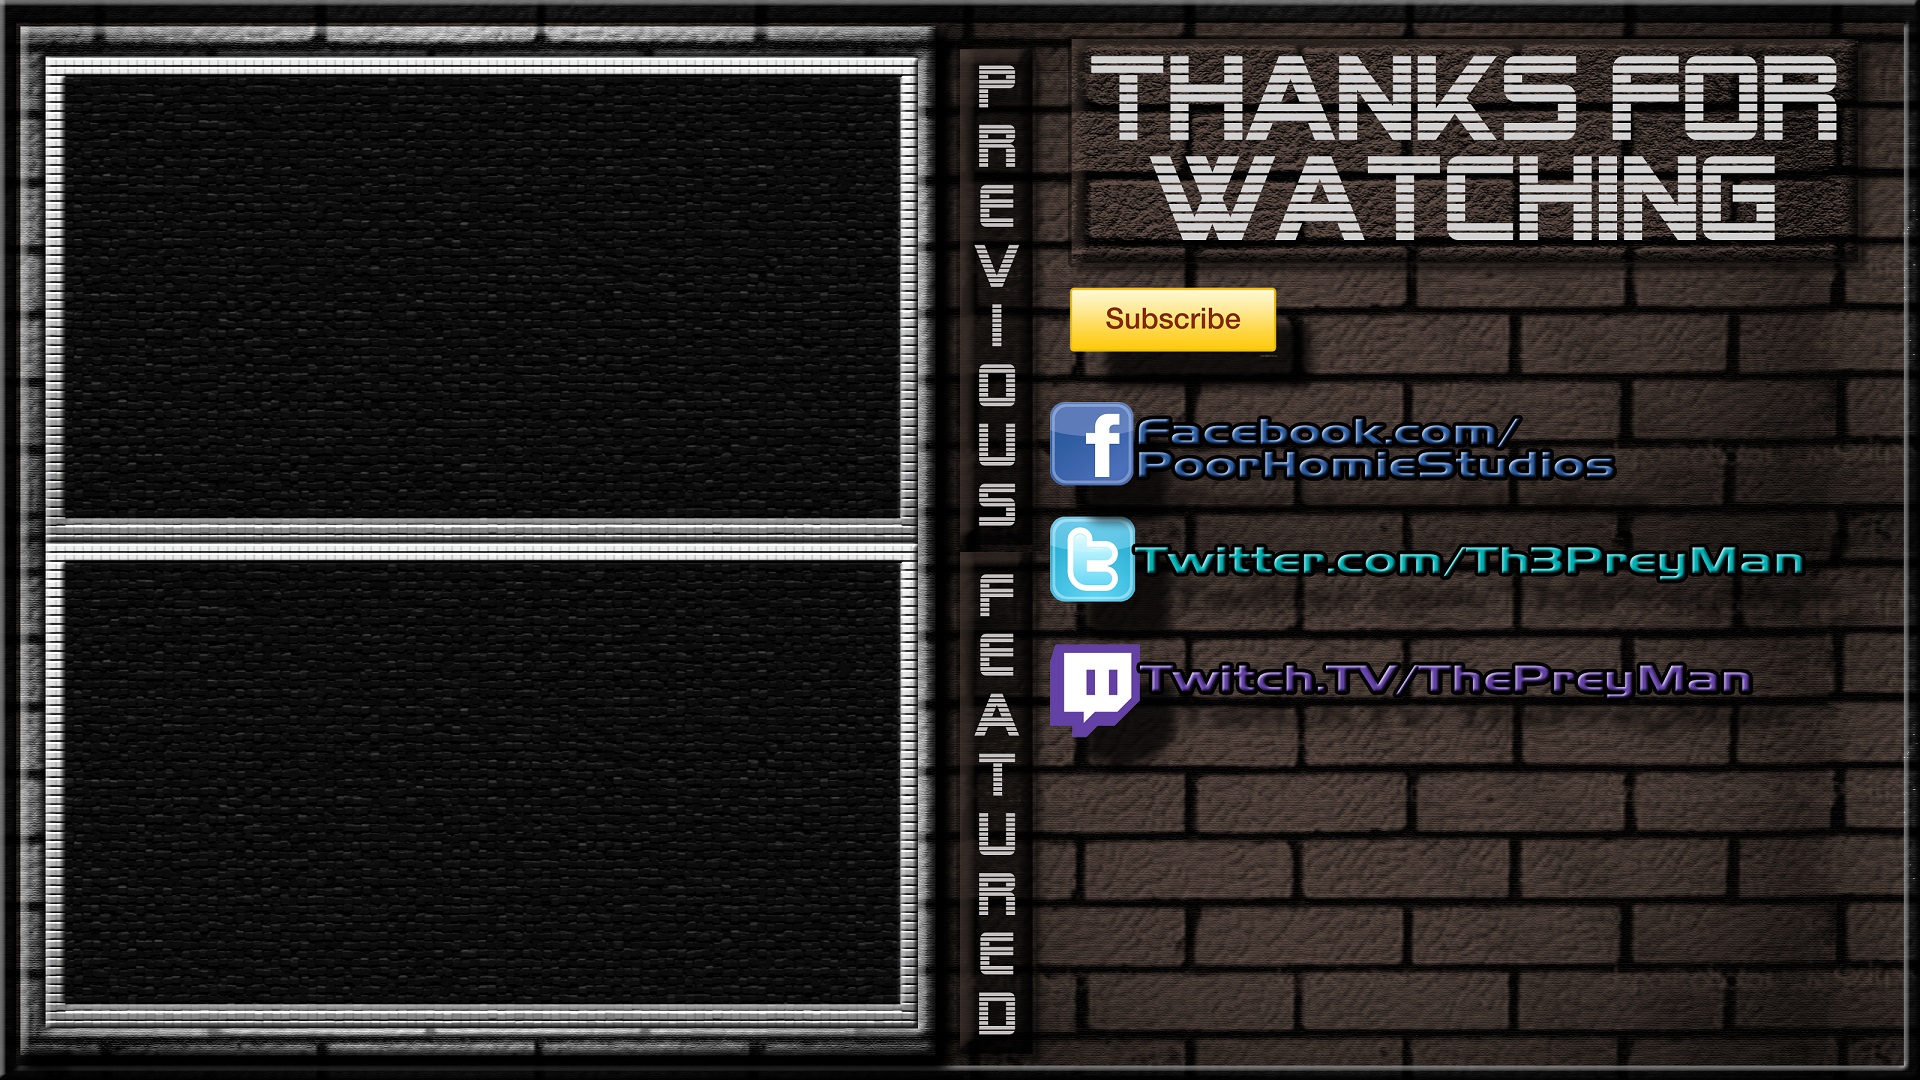 PREVIOUS
FEATURED
THANKS FOR
WATCHING
Subscribe
Facebook.com/
PoorHomieStudios
Twitter.com/Th3PreyMan
Twitch.TV/ThePreyMan